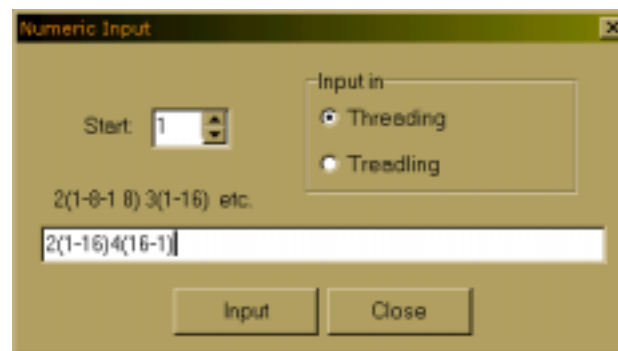 Numeric Input
Input in
Start: 1
Threading
Treadling
2(1-8-1 8) 3(1-16) etc.
2(1-16)4(16-1)
Input Close